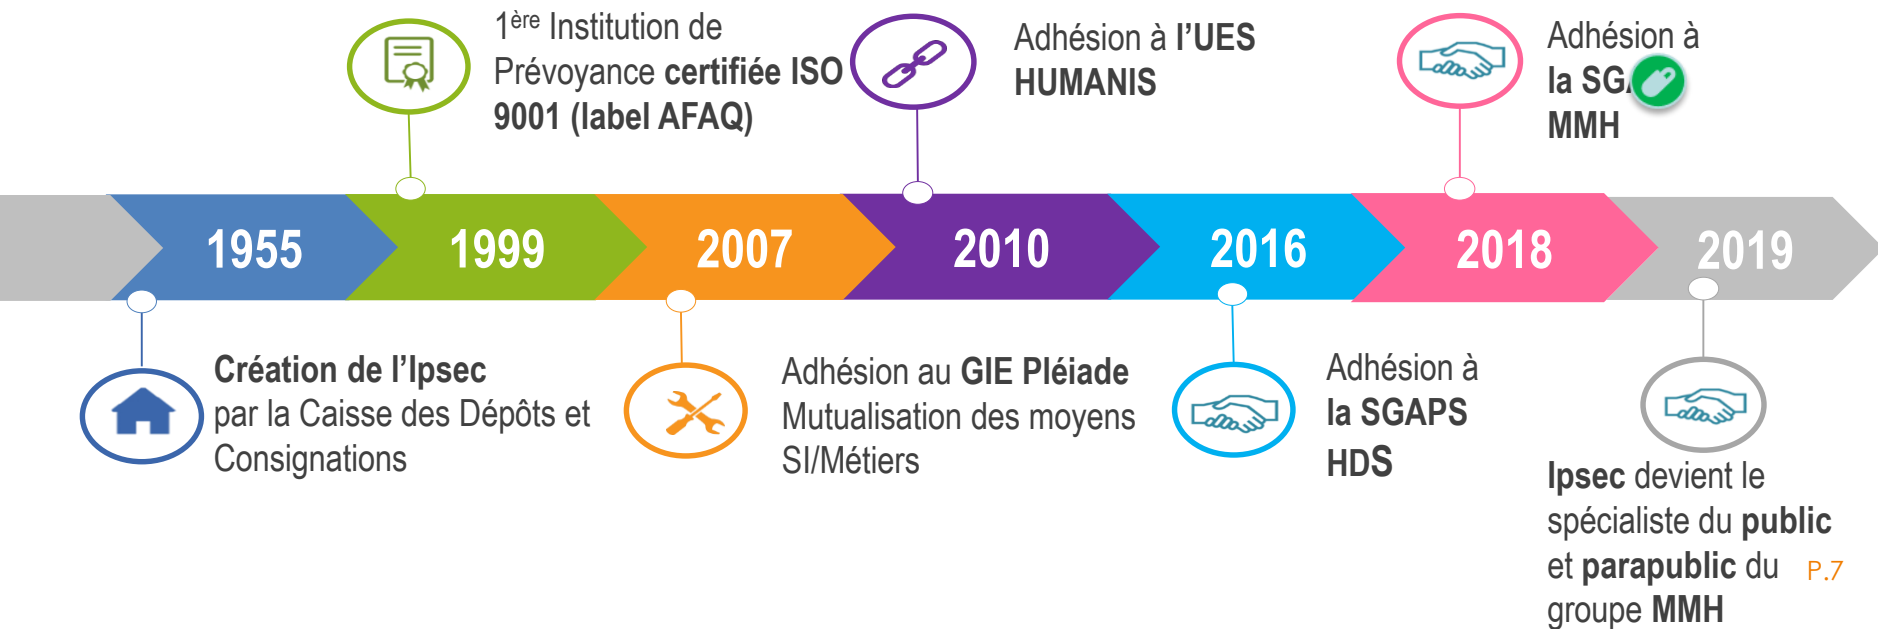 1ère Institution de
Prévoyance certifiée ISO
9001 (label AFAQ)
Adhésion à l’UES
HUMANIS
Adhésion à
la
MMH
1955
1999
2007
2010
2016
2018
2019
Création de l’Ipsec
par la Caisse des Dépôts et
Consignations
Adhésion au GIE Pléiade
Mutualisation des moyens
SI/Métiers
Adhésion à
la SGAPS
HDS
Ipsec devient le
spécialiste du public
et parapublic du
groupe MMH
P.7